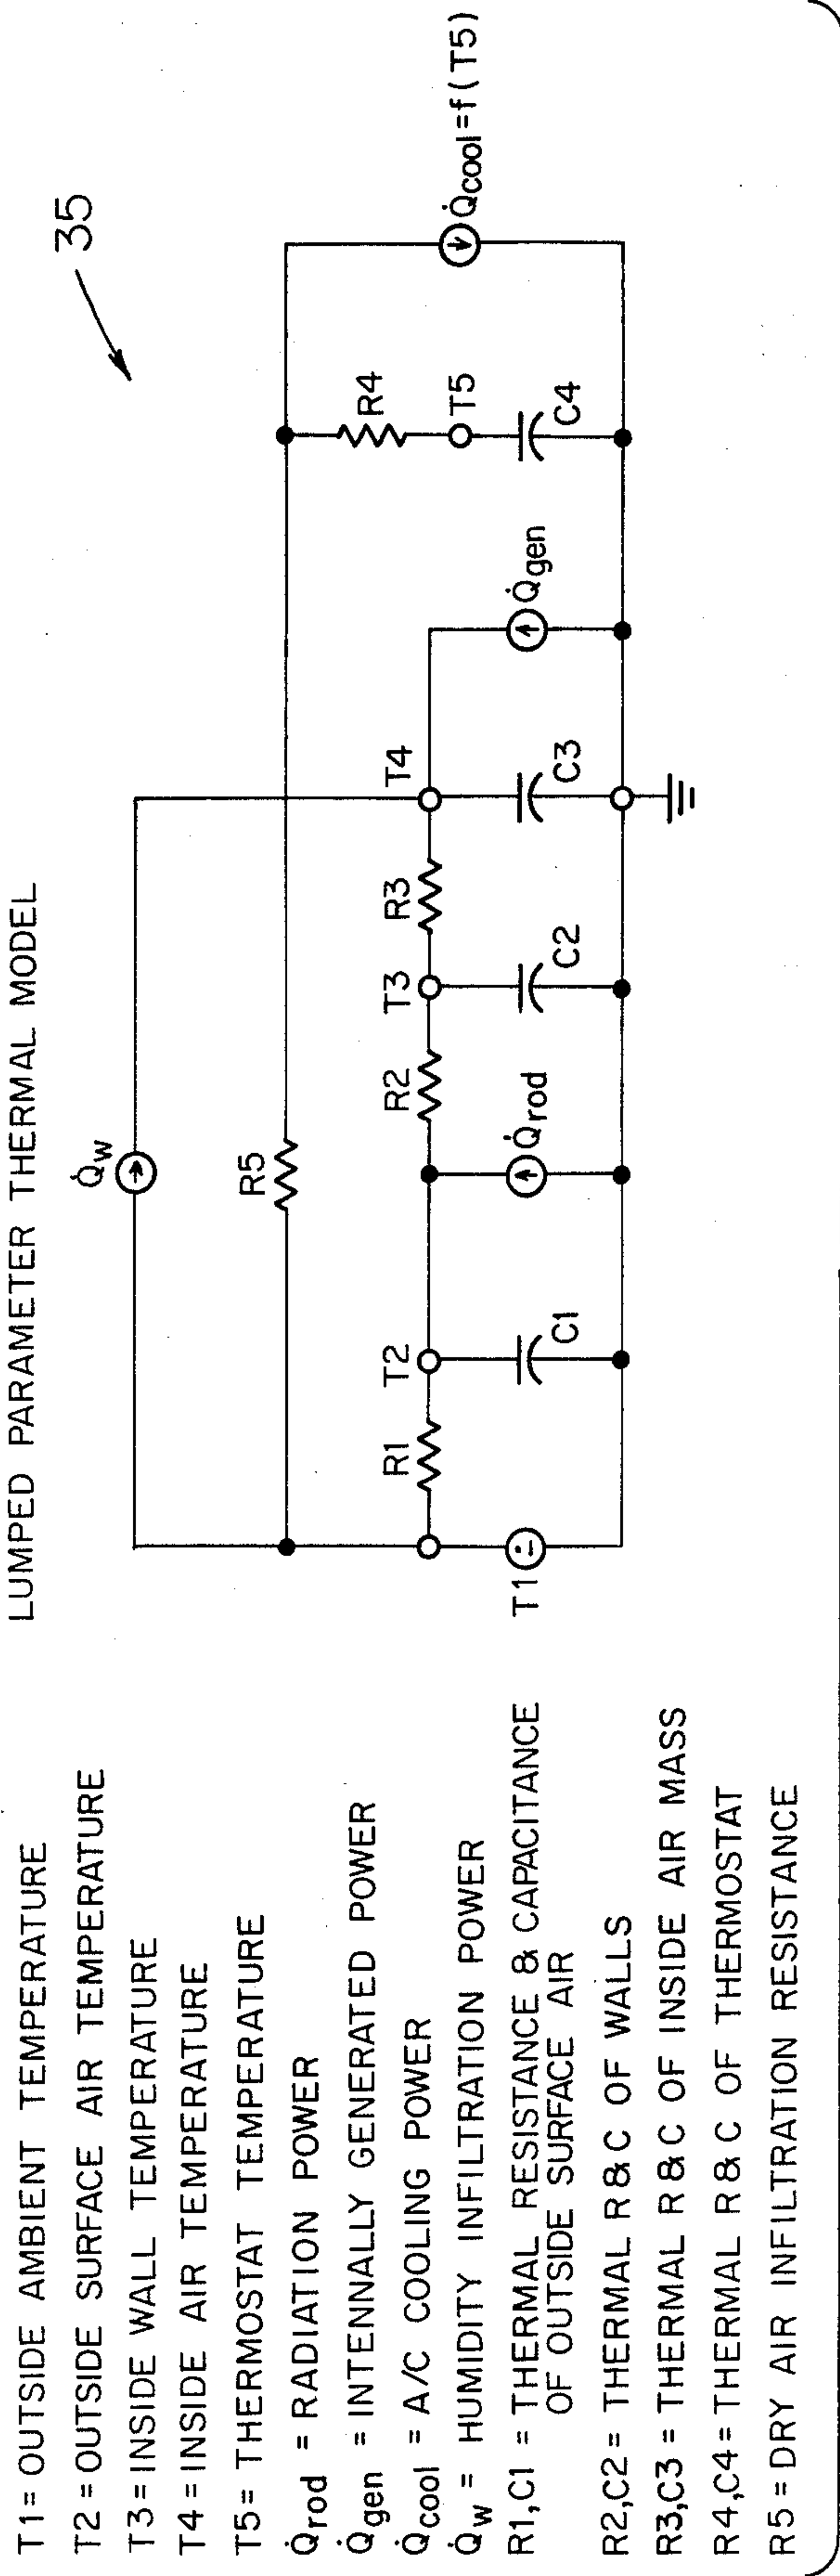 LUMPED PARAMETER THERMAL MODEL
35
Q̇w
R5
R1
T2
R2
T3
R3
T4
R4
T5
T1
C1
Q̇rod
C2
C3
Q̇gen
C4
Q̇cool=f(T5)
T1= OUTSIDE AMBIENT TEMPERATURE
T2 = OUTSIDE SURFACE AIR TEMPERATURE
T3 = INSIDE WALL TEMPERATURE
T4 = INSIDE AIR TEMPERATURE
T5= THERMOSTAT TEMPERATURE
Q̇rod = RADIATION POWER
Q̇gen = INTENNALLY GENERATED POWER
Q̇cool = A/C COOLING POWER
Q̇w = HUMIDITY INFILTRATION POWER
R1,C1 = THERMAL RESISTANCE & CAPACITANCE
OF OUTSIDE SURFACE AIR
R2,C2 = THERMAL R&C OF WALLS
R3,C3 = THERMAL R& C OF INSIDE AIR MASS
R4,C4 = THERMAL R& C OF THERMOSTAT
R5 = DRY AIR INFILTRATION RESISTANCE